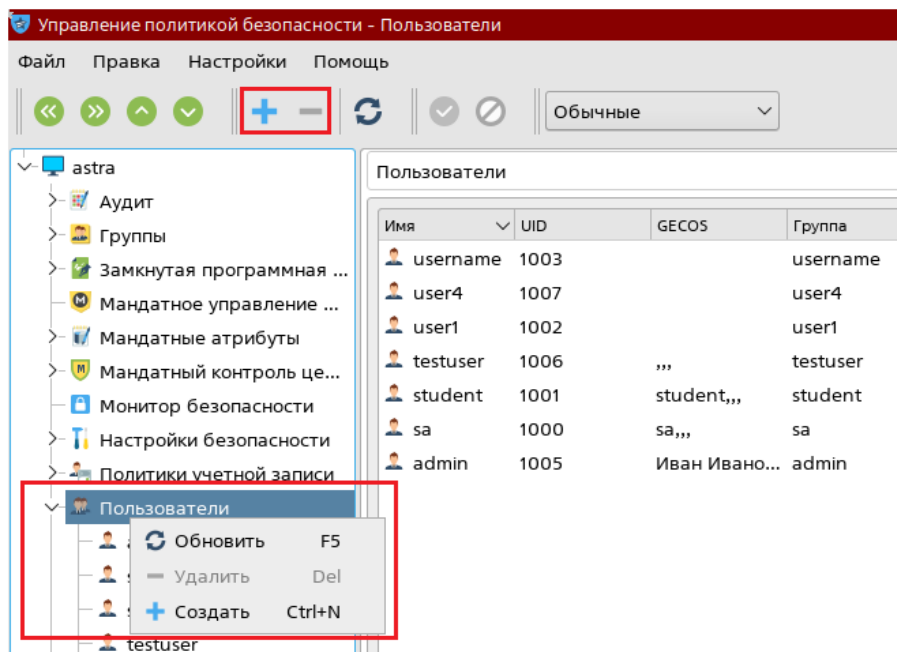 Управление политикой безопасности - Пользователи
Файл Правка Настройки Помощь
Обычные
astra
Аудит
Группы
Замкнутая программная ...
Мандатное управление ...
Мандатные атрибуты
Мандатный контроль це...
Монитор безопасности
Настройки безопасности
Политики учетной записи
Пользователи
Обновить F5
Удалить Del
Создать Ctrl+N
testuser
Пользователи
Имя UID GECOS Группа
username 1003 username
user4 1007 user4
user1 1002 user1
testuser 1006 ,,, testuser
student 1001 student,,, student
sa 1000 sa,,, sa
admin 1005 Иван Ивано... admin